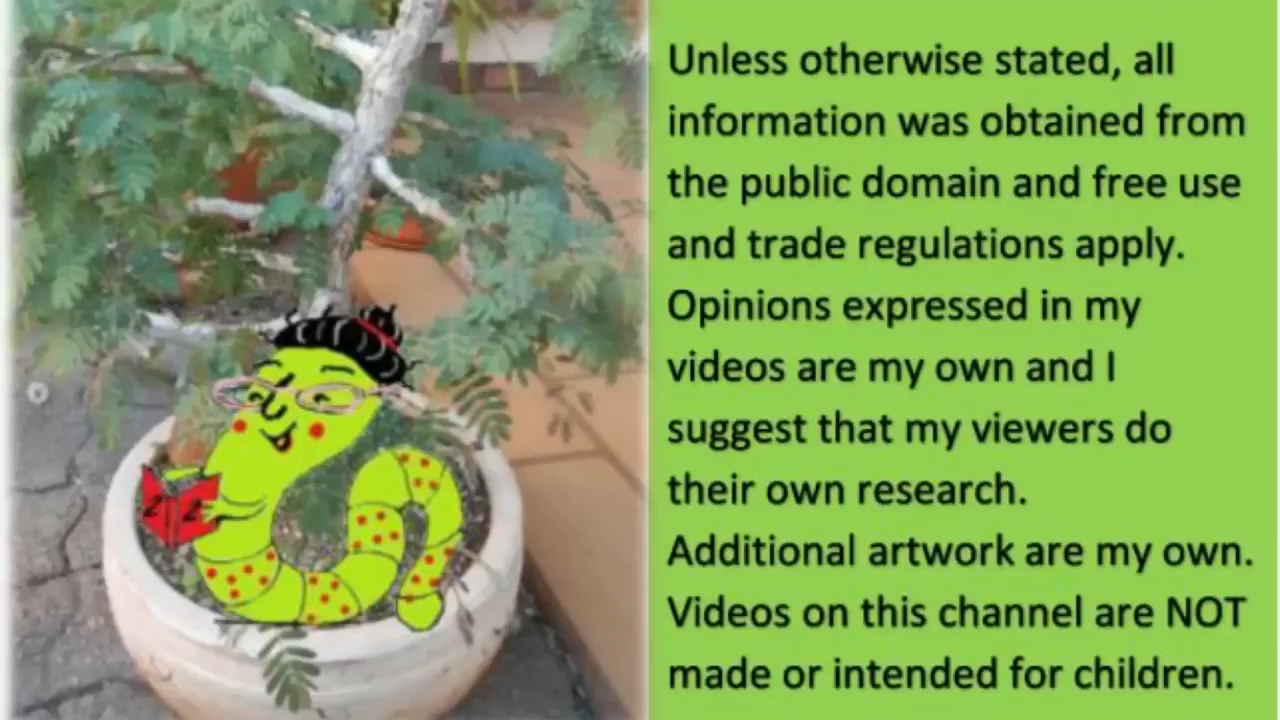 Unless otherwise stated, all
information was obtained from
the public domain and free use
and trade regulations apply.
Opinions expressed in my
videos are my own and I
suggest that my viewers do
their own research.
Additional artwork are my own.
Videos on this channel are NOT
made or intended for children.